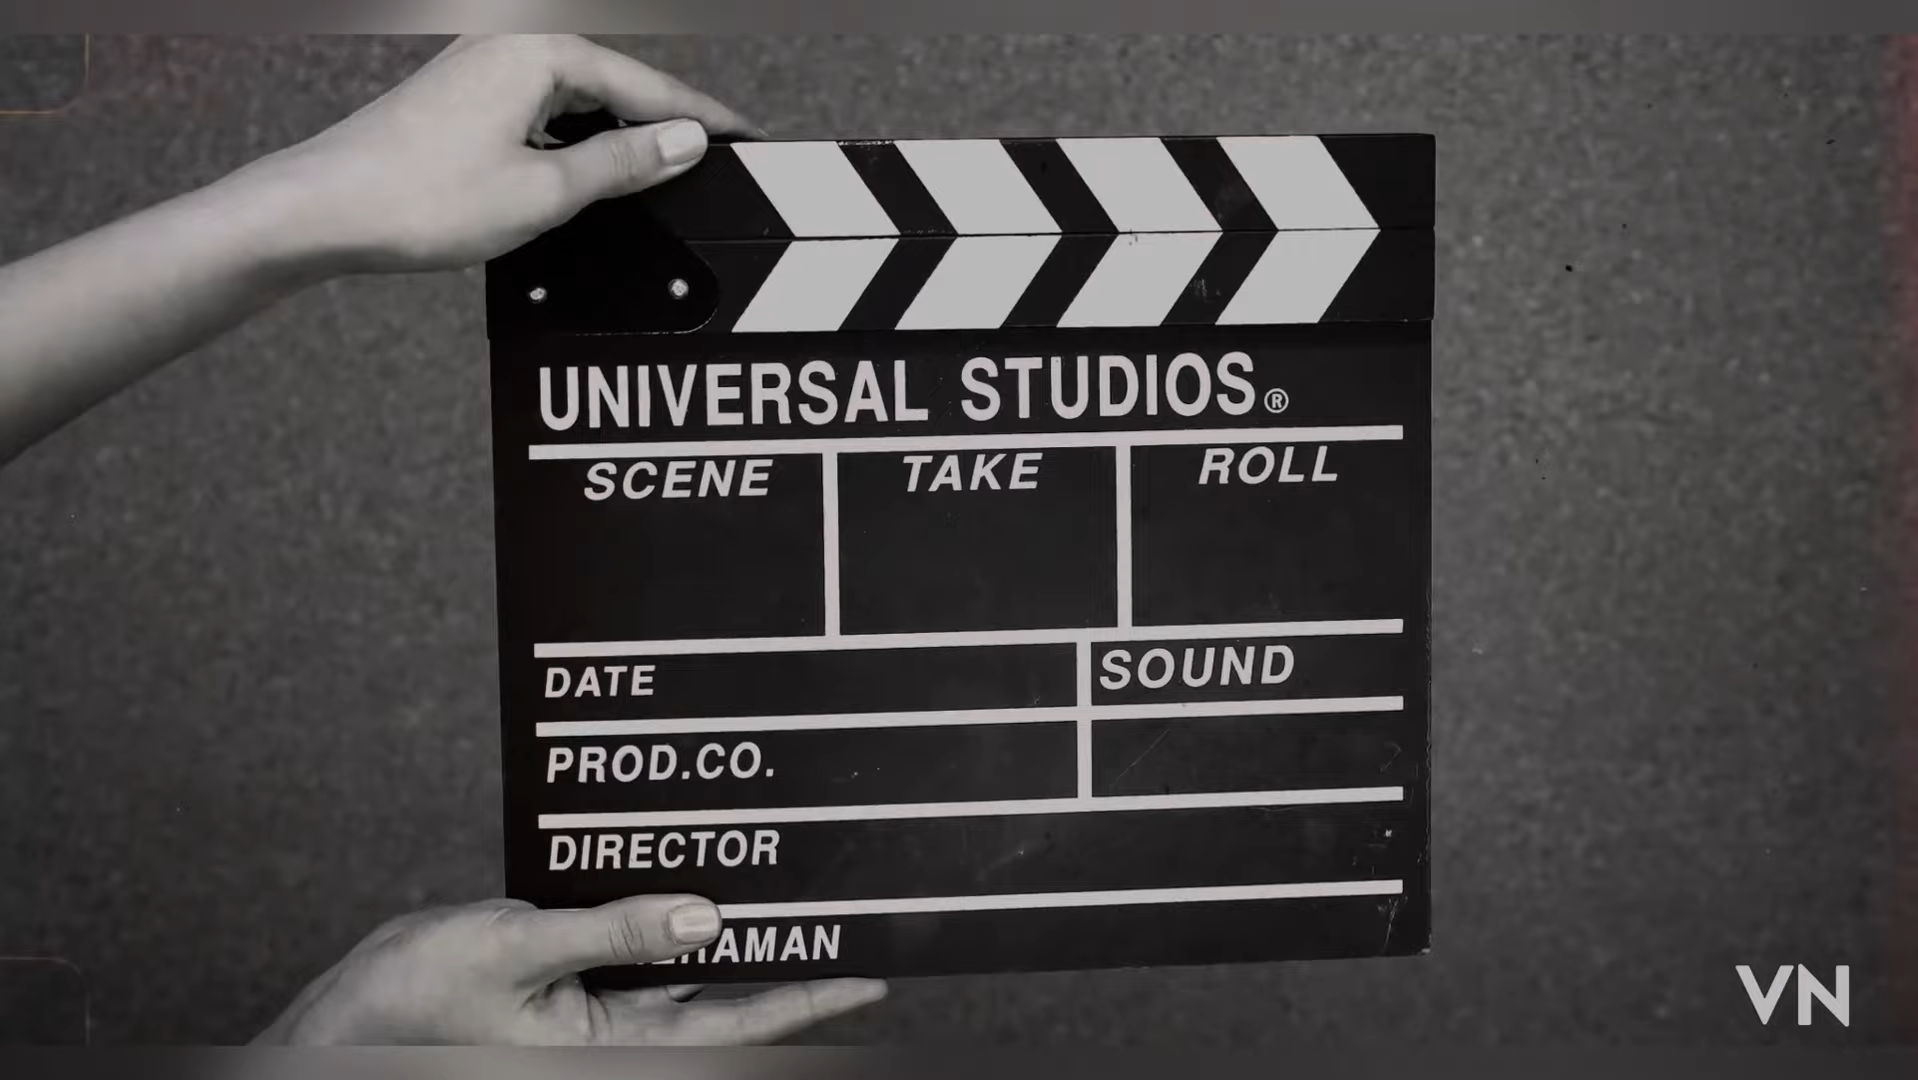 UNIVERSAL STUDIOS®
SCENE TAKE ROLL
DATE SOUND
PROD.CO.
DIRECTOR
VN